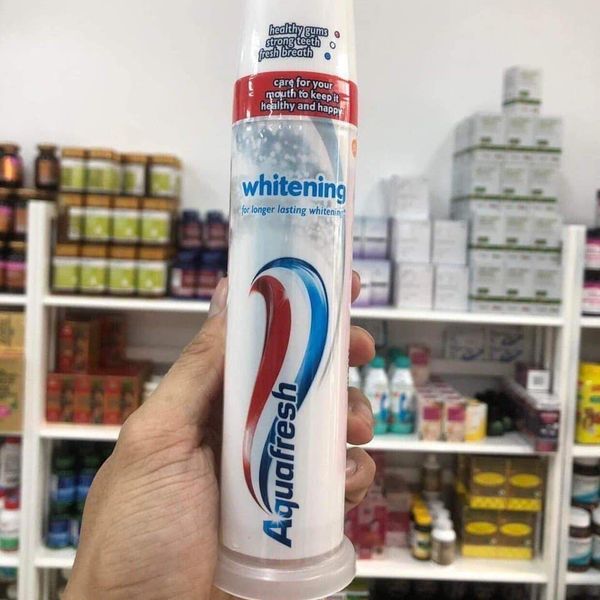 healthy gums
strong teeth
fresh breath
care for your
mouth to keep it
healthy and happy
whitening
for longer lasting whitening
Aquafresh